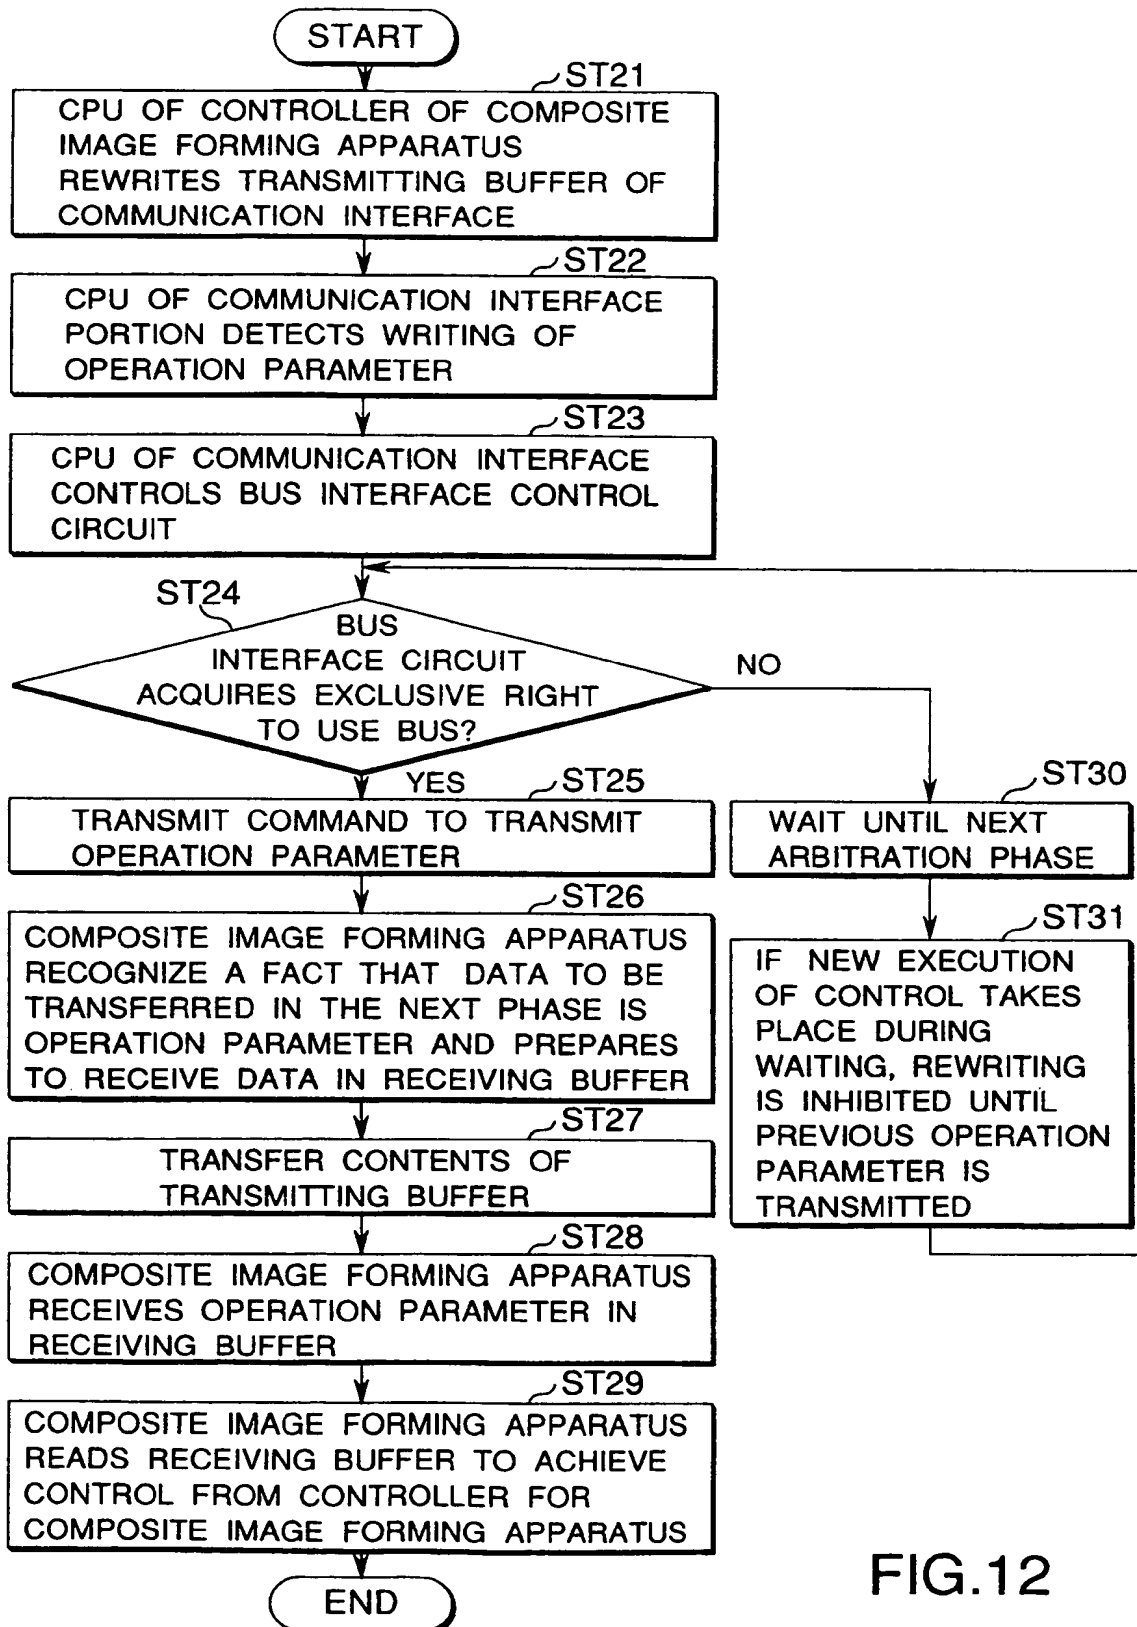 START
ST21
CPU OF CONTROLLER OF COMPOSITE
IMAGE FORMING APPARATUS
REWRITES TRANSMITTING BUFFER OF
COMMUNICATION INTERFACE
ST22
CPU OF COMMUNICATION INTERFACE
PORTION DETECTS WRITING OF
OPERATION PARAMETER
ST23
CPU OF COMMUNICATION INTERFACE
CONTROLS BUS INTERFACE CONTROL
CIRCUIT
ST24
BUS
INTERFACE CIRCUIT
ACQUIRES EXCLUSIVE RIGHT
TO USE BUS?
NO
YES
ST25
TRANSMIT COMMAND TO TRANSMIT
OPERATION PARAMETER
ST26
COMPOSITE IMAGE FORMING APPARATUS
RECOGNIZE A FACT THAT DATA TO BE
TRANSFERRED IN THE NEXT PHASE IS
OPERATION PARAMETER AND PREPARES
TO RECEIVE DATA IN RECEIVING BUFFER
ST27
TRANSFER CONTENTS OF
TRANSMITTING BUFFER
ST28
COMPOSITE IMAGE FORMING APPARATUS
RECEIVES OPERATION PARAMETER IN
RECEIVING BUFFER
ST29
COMPOSITE IMAGE FORMING APPARATUS
READS RECEIVING BUFFER TO ACHIEVE
CONTROL FROM CONTROLLER FOR
COMPOSITE IMAGE FORMING APPARATUS
END
ST30
WAIT UNTIL NEXT
ARBITRATION PHASE
ST31
IF NEW EXECUTION
OF CONTROL TAKES
PLACE DURING
WAITING, REWRITING
IS INHIBITED UNTIL
PREVIOUS OPERATION
PARAMETER IS
TRANSMITTED
FIG.12